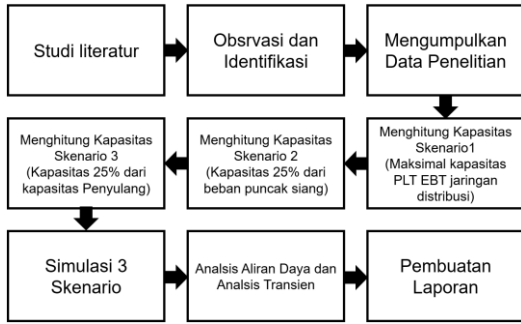 Studi literatur
Obsrvasi dan
Identifikasi
Mengumpulkan
Data Penelitian
Menghitung Kapasitas
Skenario1
(Maksimal kapasitas
PLT EBT jaringan
distribusi)
Menghitung Kapasitas
Skenario 2
(Kapasitas 25% dari
beban puncak siang)
Menghitung Kapasitas
Skenario 3
(Kapasitas 25% dari
kapasitas Penyulang)
Simulasi 3
Skenario
Analsis Aliran Daya dan
Analsis Transien
Pembuatan
Laporan